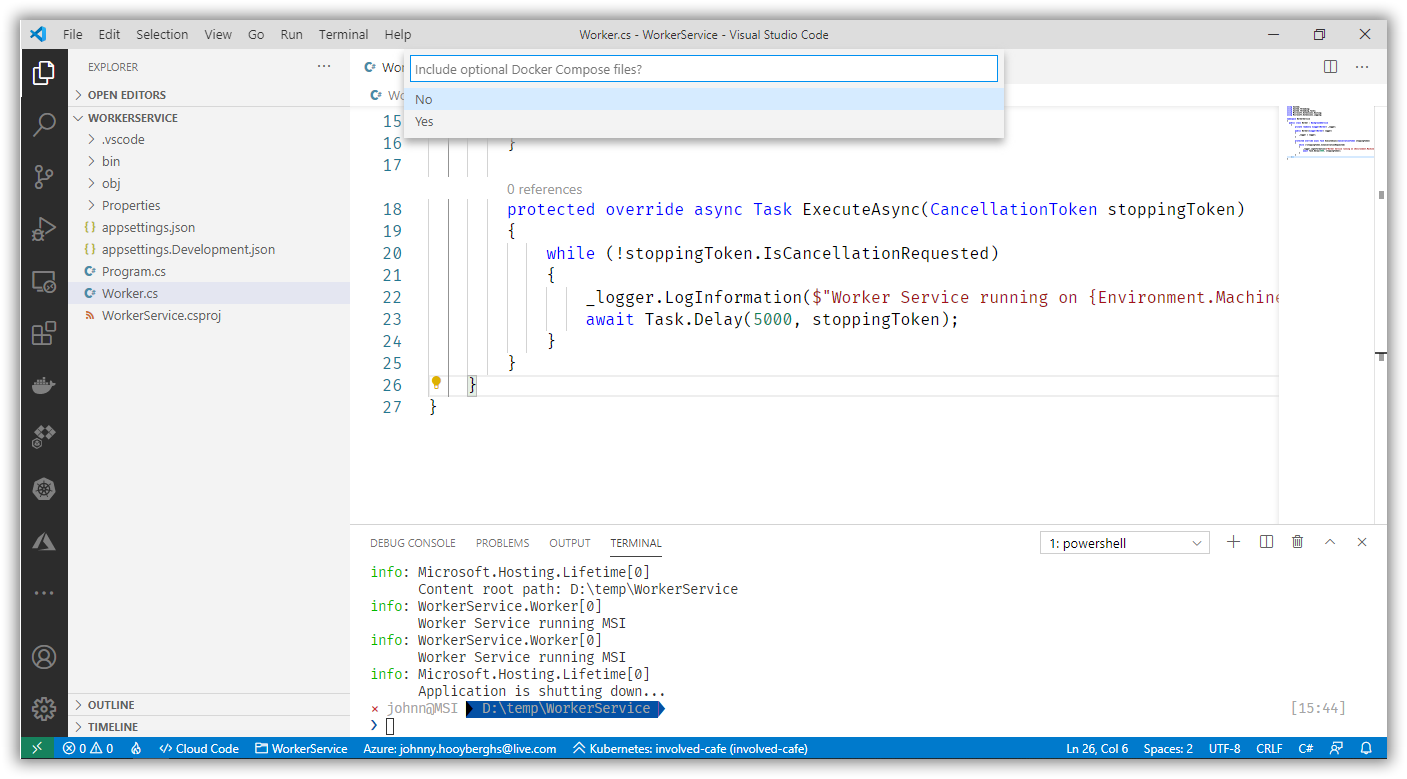 File Edit Selection View Go Run Terminal Help
Worker.cs - WorkerService - Visual Studio Code
EXPLORER
OPEN EDITORS
WORKERSERVICE
.vscode
bin
obj
Properties
{} appsettings.json
{} appsettings.Development.json
C# Program.cs
C# Worker.cs
WorkerService.csproj
OUTLINE
TIMELINE
C#
C#
Include optional Docker Compose files?
No
Yes
15
16 }
17
0 references
18 protected override async Task ExecuteAsync(CancellationToken stoppingToken)
19 {
20 while (!stoppingToken.IsCancellationRequested)
21 {
22 _logger.LogInformation($"Worker Service running on {Environment.Machine
23 await Task.Delay(5000, stoppingToken);
24 }
25 }
26 }
27 }
DEBUG CONSOLE PROBLEMS OUTPUT TERMINAL
1: powershell
info: Microsoft.Hosting.Lifetime[0]
Content root path: D:\temp\WorkerService
info: WorkerService.Worker[0]
Worker Service running MSI
info: WorkerService.Worker[0]
Worker Service running MSI
info: Microsoft.Hosting.Lifetime[0]
Application is shutting down...
× johnn@MSI D:\temp\WorkerService [15:44]
❯
0 0 Cloud Code WorkerService Azure: johnny.hooyberghs@live.com Kubernetes: involved-cafe (involved-cafe) Ln 26, Col 6 Spaces: 2 UTF-8 CRLF C#